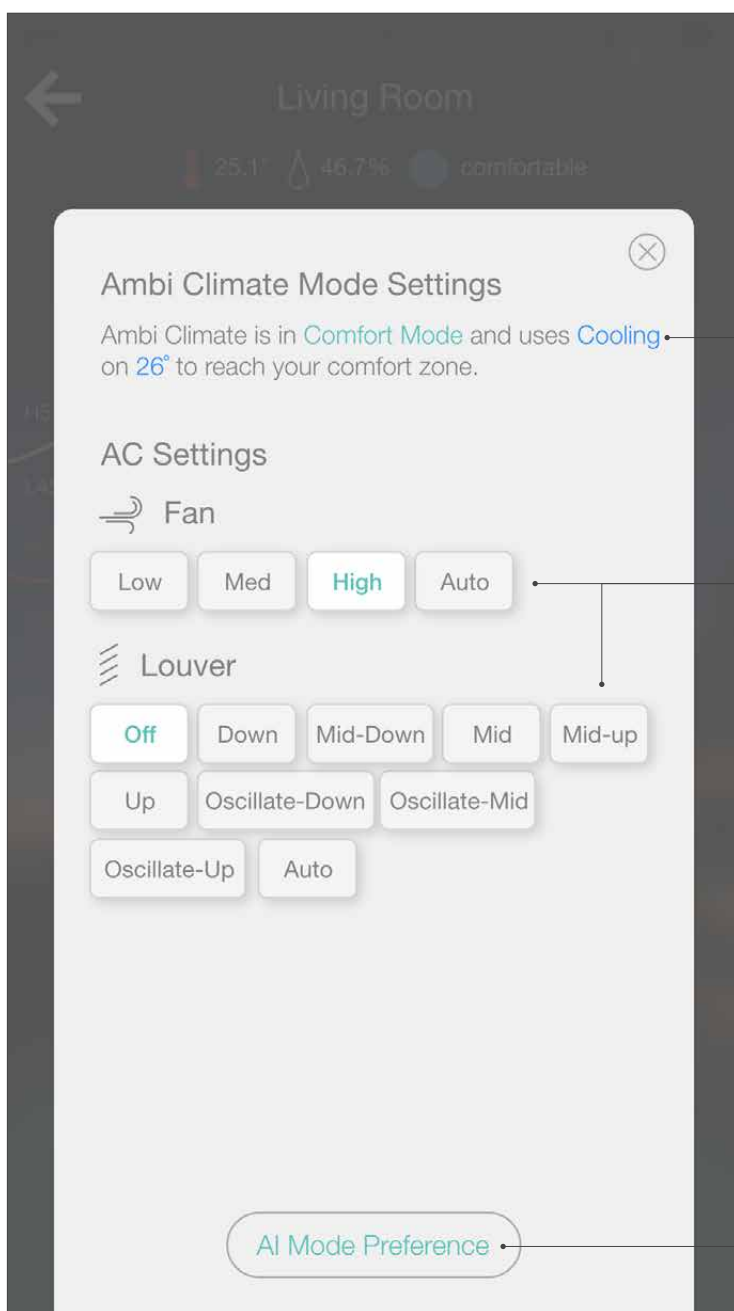 Living Room
25.1° 46.7% comfortable
Ambi Climate Mode Settings
Ambi Climate is in Comfort Mode and uses Cooling
on 26° to reach your comfort zone.
AC Settings
Fan
Low Med High Auto
Louver
Off Down Mid-Down Mid Mid-up
Up Oscillate-Down Oscillate-Mid
Oscillate-Up Auto
AI Mode Preference